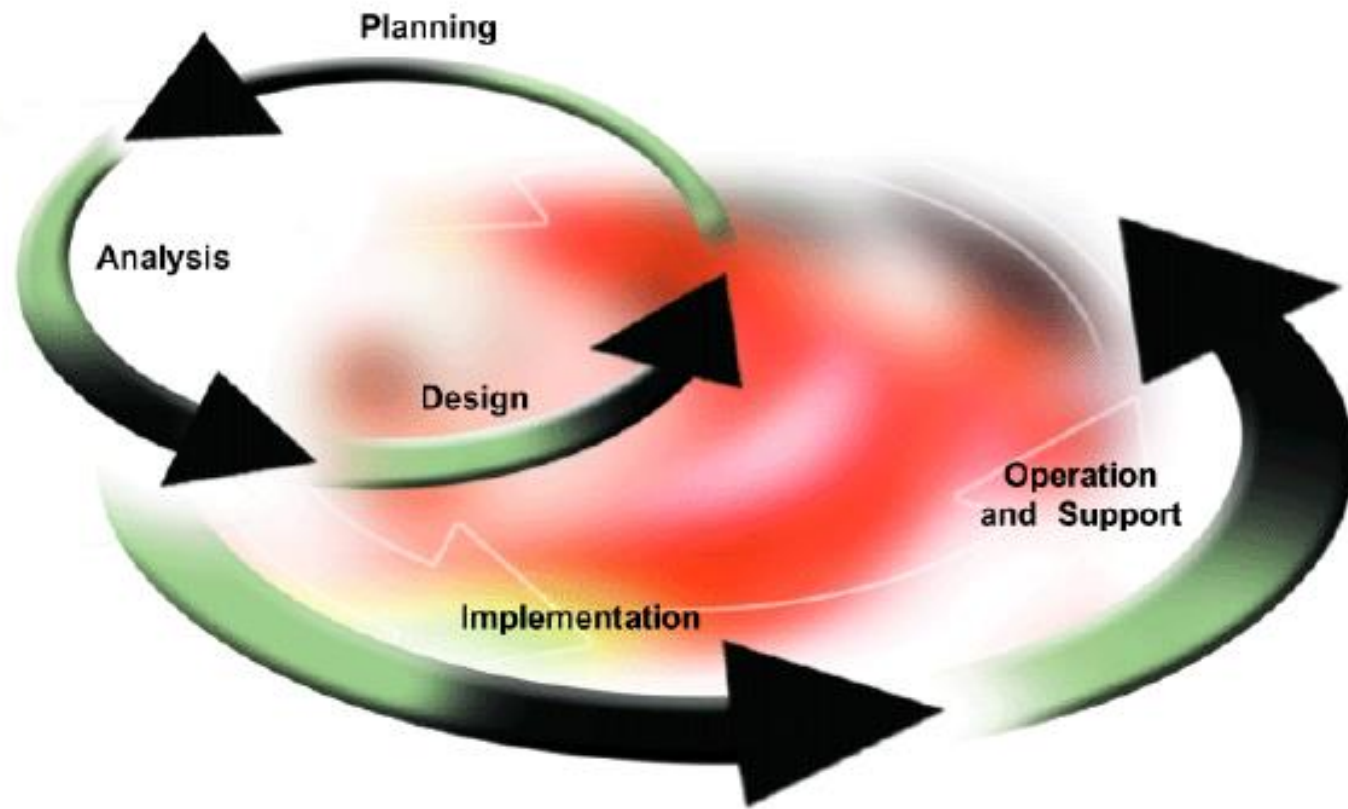 Planning
Analysis
Design
Operation
and Support
Implementation